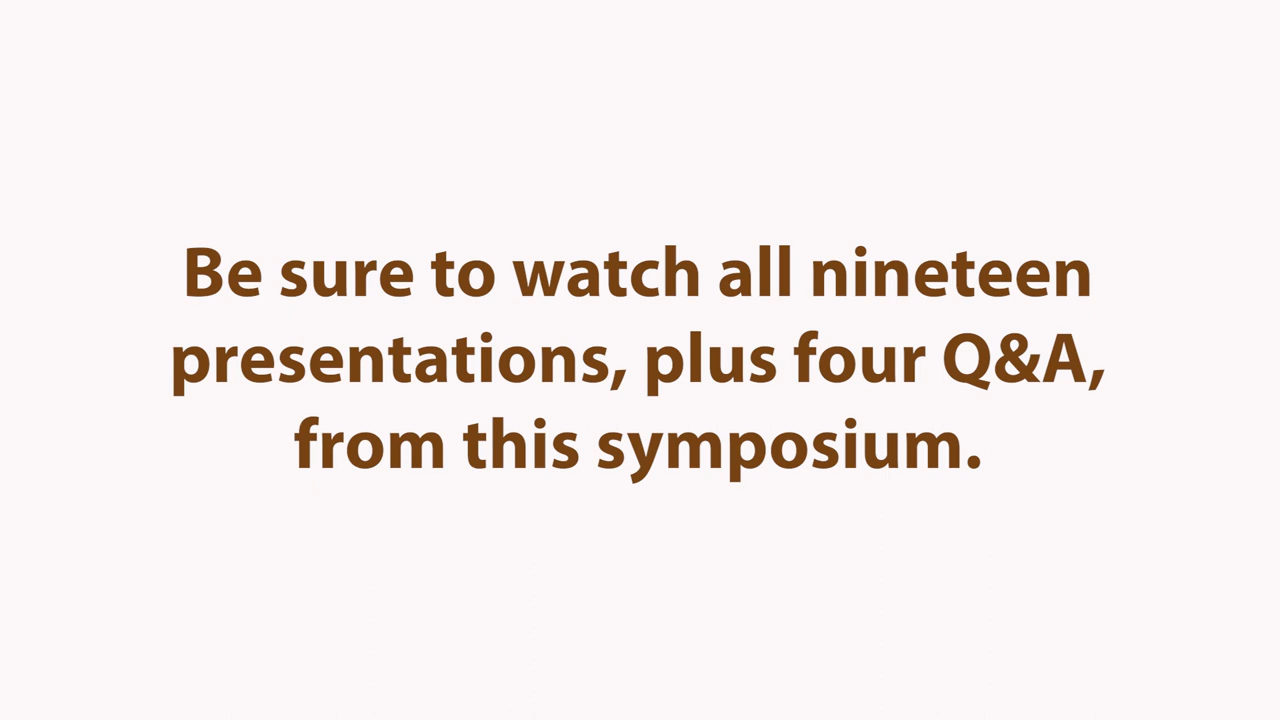 Be sure to watch all nineteen
presentations, plus four Q&A,
from this symposium.